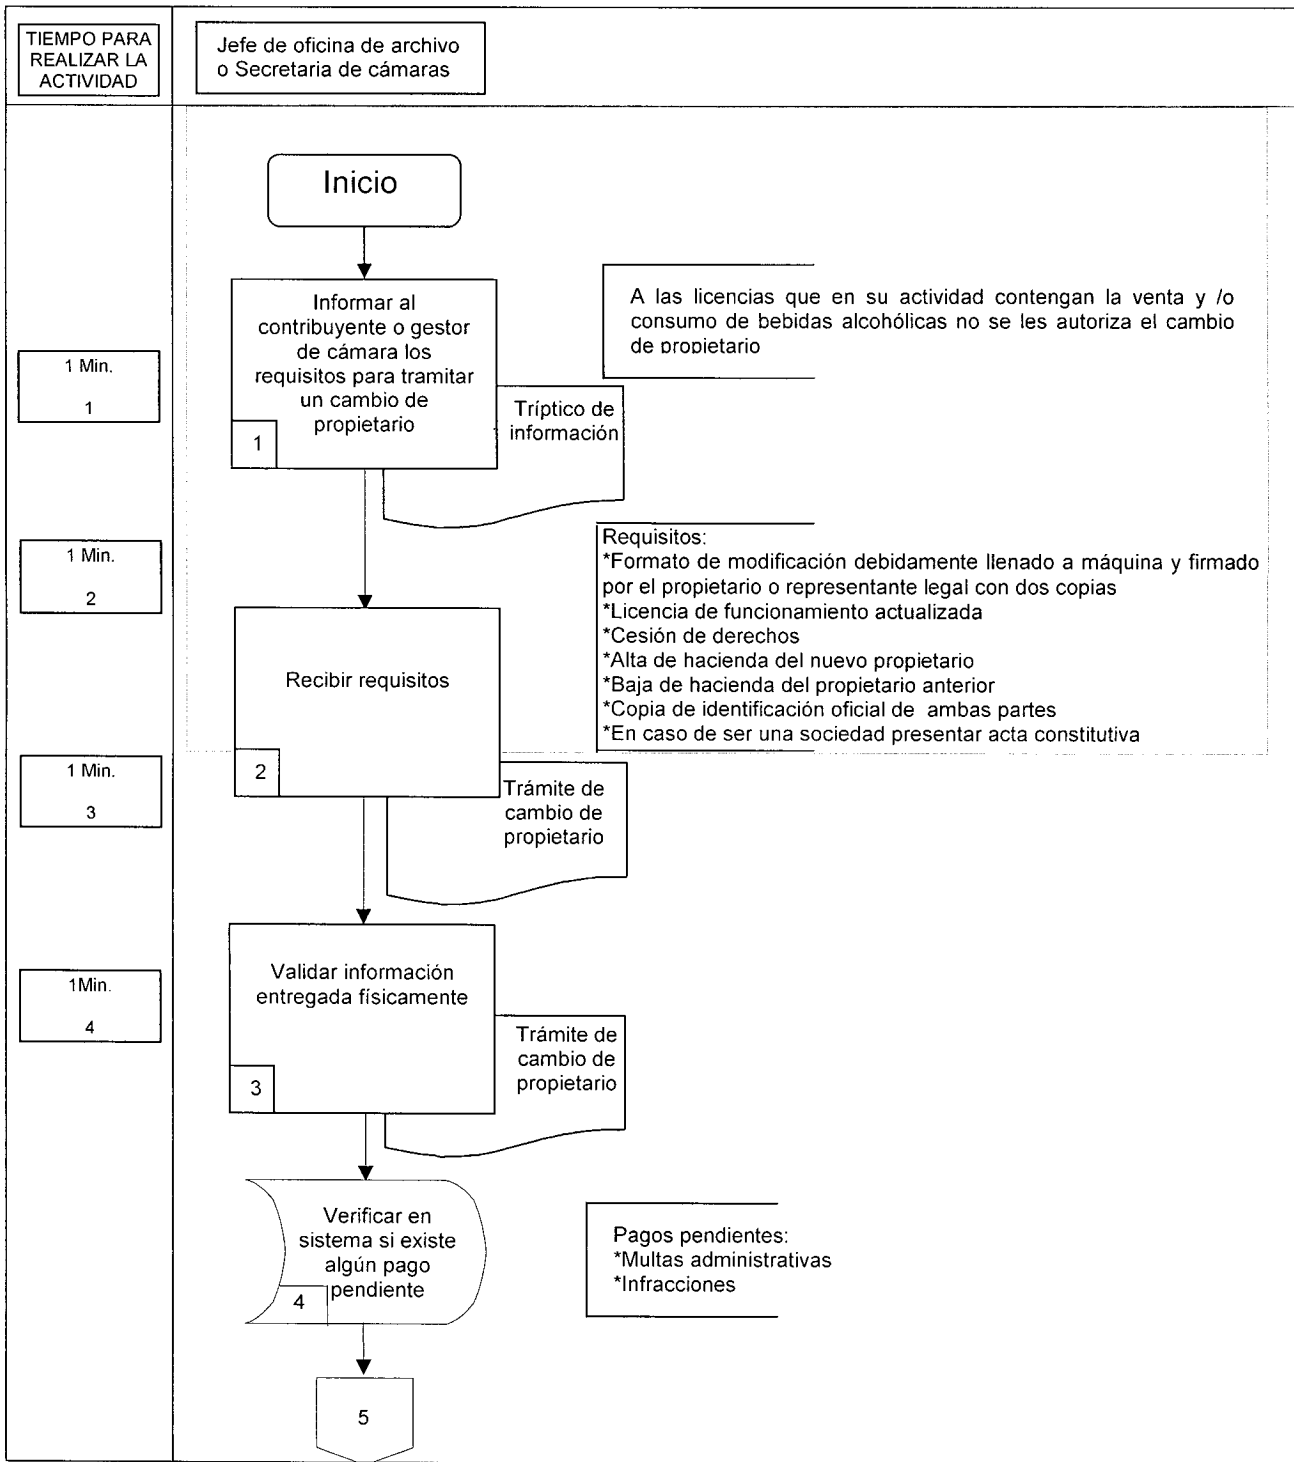 TIEMPO PARA
REALIZAR LA
ACTIVIDAD
Jefe de oficina de archivo
o Secretaria de cámaras
Inicio
Informar al
contribuyente o gestor
de cámara los
requisitos para tramitar
un cambio de
propietario
1
A las licencias que en su actividad contengan la venta y /o
consumo de bebidas alcohólicas no se les autoriza el cambio
de propietario
1 Min.
1
Tríptico de
información
1 Min.
2
Requisitos:
*Formato de modificación debidamente llenado a máquina y firmado
por el propietario o representante legal con dos copias
*Licencia de funcionamiento actualizada
*Cesión de derechos
*Alta de hacienda del nuevo propietario
*Baja de hacienda del propietario anterior
*Copia de identificación oficial de ambas partes
*En caso de ser una sociedad presentar acta constitutiva
Recibir requisitos
2
1 Min.
3
Trámite de
cambio de
propietario
Validar información
entregada físicamente
3
1Min.
4
Trámite de
cambio de
propietario
Verificar en
sistema si existe
algún pago
pendiente
4
Pagos pendientes:
*Multas administrativas
*Infracciones
5